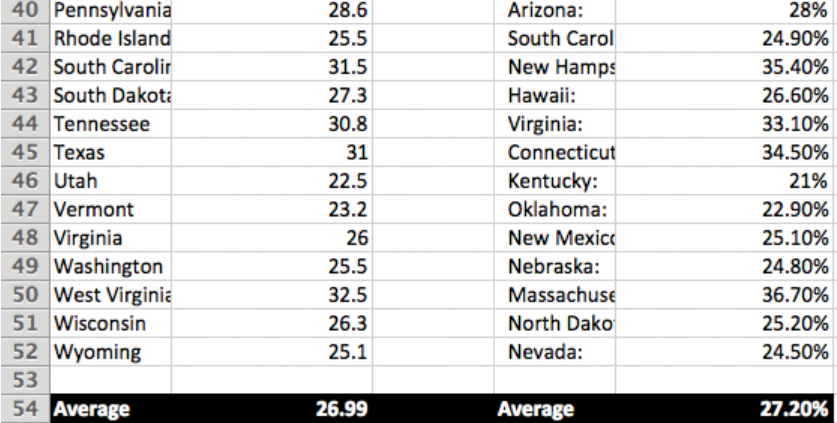 40 Pennsylvania 28.6 Arizona: 28%
41 Rhode Island 25.5 South Carol 24.90%
42 South Carolin 31.5 New Hamps 35.40%
43 South Dakota 27.3 Hawaii: 26.60%
44 Tennessee 30.8 Virginia: 33.10%
45 Texas 31 Connecticut 34.50%
46 Utah 22.5 Kentucky: 21%
47 Vermont 23.2 Oklahoma: 22.90%
48 Virginia 26 New Mexico 25.10%
49 Washington 25.5 Nebraska: 24.80%
50 West Virginia 32.5 Massachuse 36.70%
51 Wisconsin 26.3 North Dako 25.20%
52 Wyoming 25.1 Nevada: 24.50%
53
54 Average 26.99 Average 27.20%